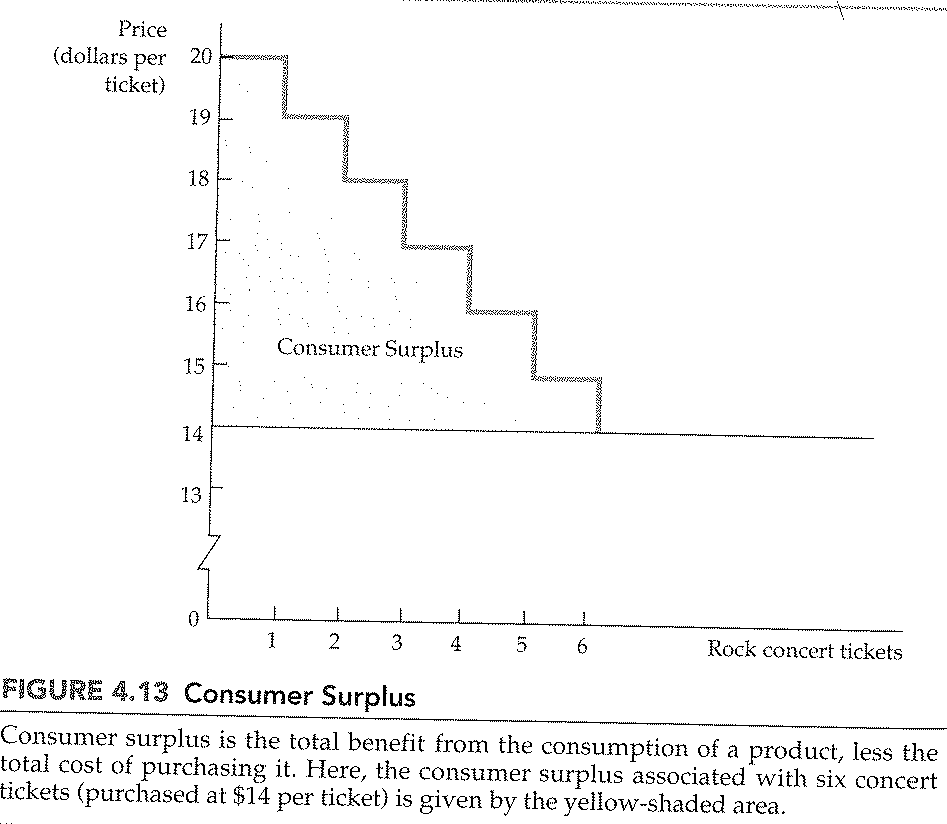 Price
(dollars per
ticket)
20
19
18
17
16
15
14
13
0
Consumer Surplus
1 2 3 4 5 6
Rock concert tickets
FIGURE 4.13 Consumer Surplus
Consumer surplus is the total benefit from the consumption of a product, less the
total cost of purchasing it. Here, the consumer surplus associated with six concert
tickets (purchased at $14 per ticket) is given by the yellow-shaded area.